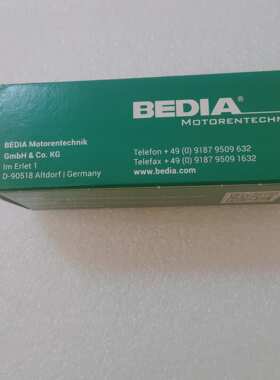 BEDIA®
MOTORENTECHN
BEDIA Motorentechnik
GmbH & Co. KG
Im Erlet 1
D-90518 Altdorf | Germany
Telefon + 49 (0) 9187 9509 632
Telefax + 49 (0) 9187 9509 1632
www.bedia.com